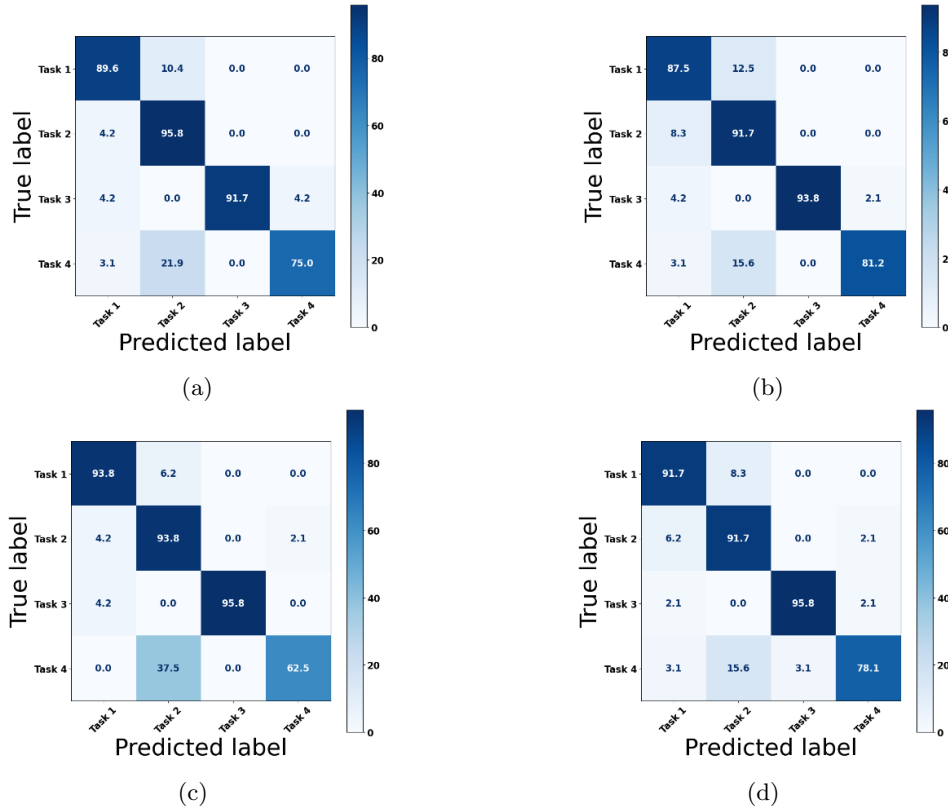 True label
Task 1 89.6 10.4 0.0 0.0
Task 2 4.2 95.8 0.0 0.0
Task 3 4.2 0.0 91.7 4.2
Task 4 3.1 21.9 0.0 75.0
Task 1 Task 2 Task 3 Task 4
Predicted label
80
60
40
20
0
(a)
True label
Task 1 87.5 12.5 0.0 0.0
Task 2 8.3 91.7 0.0 0.0
Task 3 4.2 0.0 93.8 2.1
Task 4 3.1 15.6 0.0 81.2
Task 1 Task 2 Task 3 Task 4
Predicted label
8
6
4
2
0
(b)
True label
Task 1 93.8 6.2 0.0 0.0
Task 2 4.2 93.8 0.0 2.1
Task 3 4.2 0.0 95.8 0.0
Task 4 0.0 37.5 0.0 62.5
Task 1 Task 2 Task 3 Task 4
Predicted label
80
60
40
20
0
(c)
True label
Task 1 91.7 8.3 0.0 0.0
Task 2 6.2 91.7 0.0 2.1
Task 3 2.1 0.0 95.8 2.1
Task 4 3.1 15.6 3.1 78.1
Task 1 Task 2 Task 3 Task 4
Predicted label
80
60
40
20
0
(d)